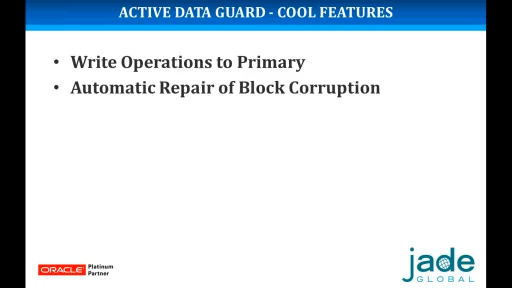 ACTIVE DATA GUARD - COOL FEATURES
• Write Operations to Primary
• Automatic Repair of Block Corruption
ORACLE Platinum
Partner
jade
GLOBAL